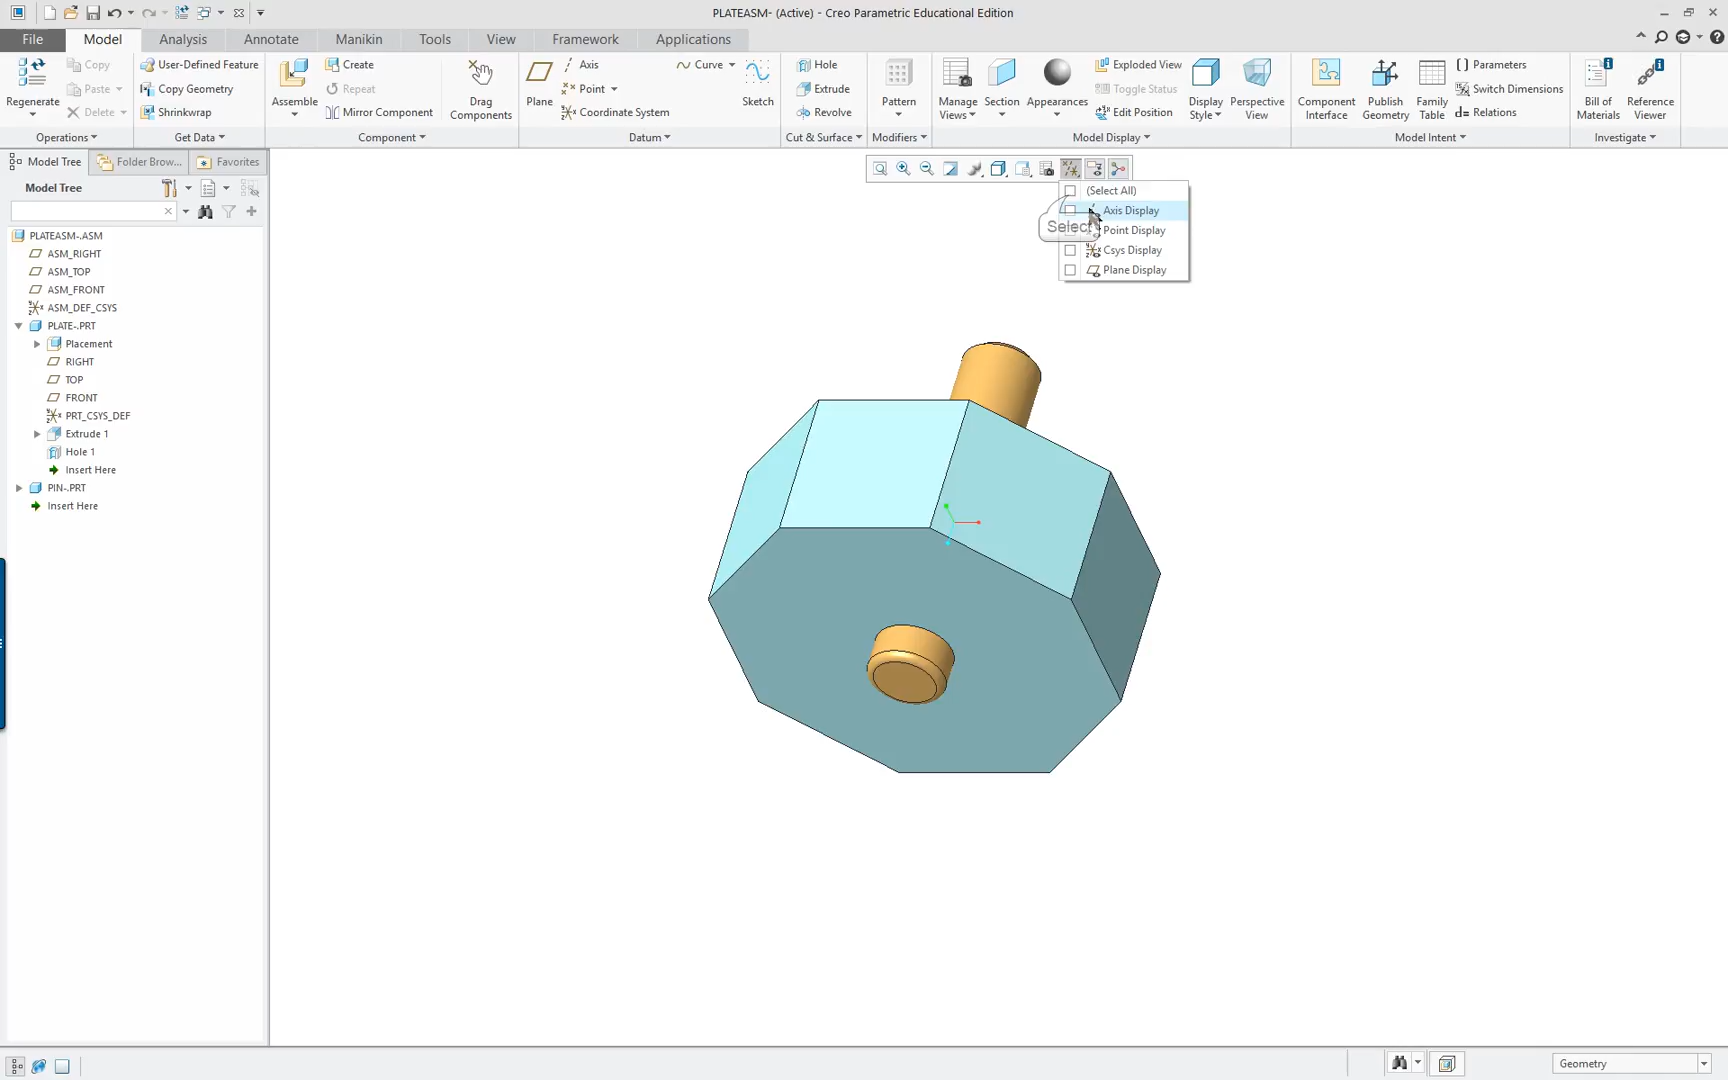 PLATEASM- (Active) - Creo Parametric Educational Edition
File Model Analysis Annotate Manikin Tools View Framework Applications
Regenerate
Copy
Paste
Delete
Operations
User-Defined Feature
Copy Geometry
Shrinkwrap
Get Data
Assemble
Create
Repeat
Mirror Component
Drag
Components
Component
Plane
Axis
Point
Coordinate System
Curve
Sketch
Datum
Hole
Extrude
Revolve
Cut & Surface
Pattern
Modifiers
Manage
Views
Section
Appearances
Exploded View
Toggle Status
Edit Position
Display
Style
Perspective
View
Model Display
Component
Interface
Publish
Geometry
Family
Table
Parameters
Switch Dimensions
d= Relations
Model Intent
Bill of
Materials
Reference
Viewer
Investigate
Model Tree Folder Brow... Favorites
Model Tree
PLATEASM-.ASM
ASM_RIGHT
ASM_TOP
ASM_FRONT
ASM_DEF_CSYS
PLATE-.PRT
Placement
RIGHT
TOP
FRONT
PRT_CSYS_DEF
Extrude 1
Hole 1
Insert Here
PIN-.PRT
Insert Here
(Select All)
Axis Display
Point Display
Csys Display
Plane Display
Select
Geometry